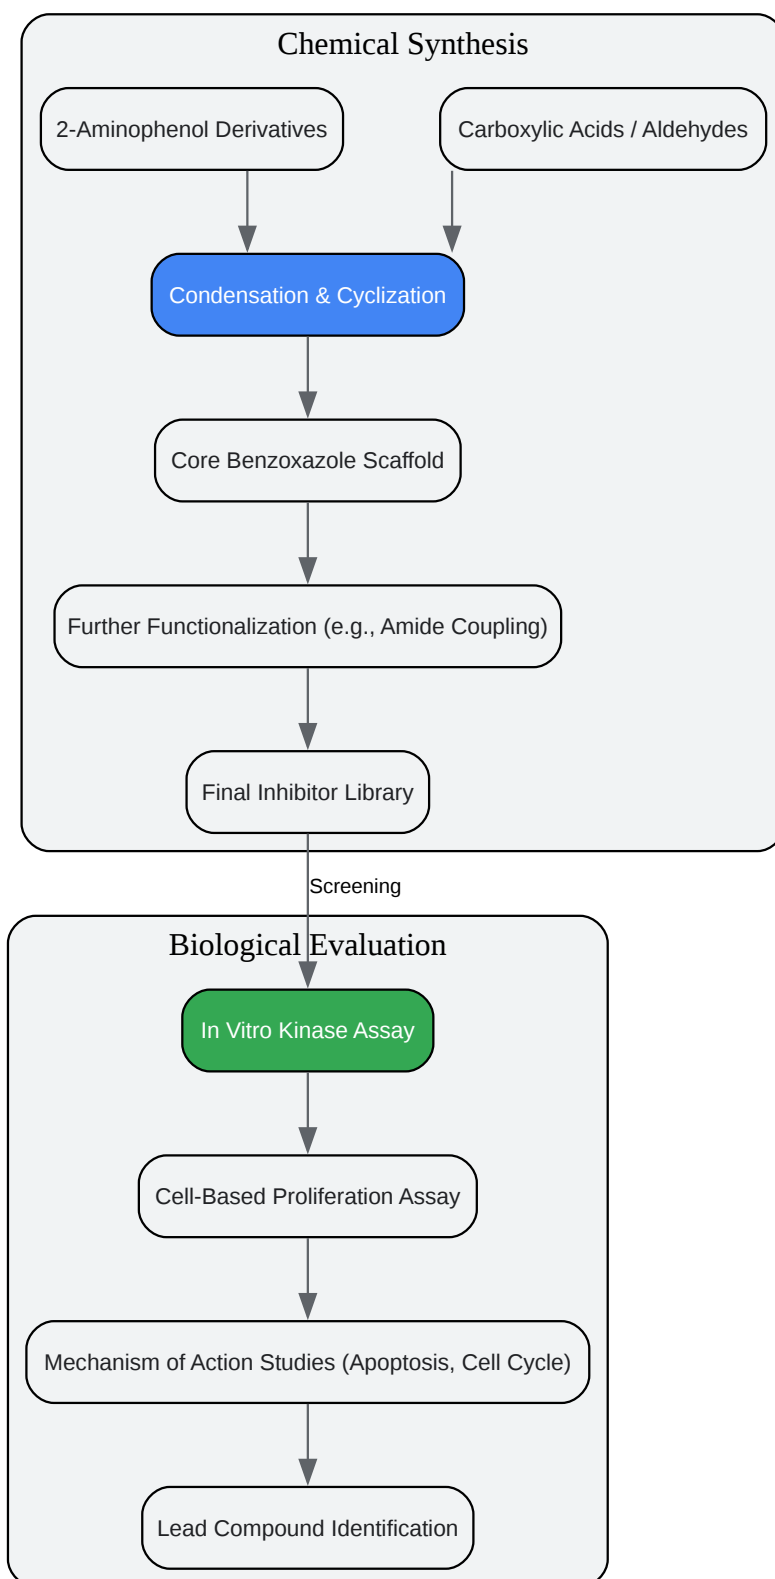 Chemical Synthesis
2-Aminophenol Derivatives
Carboxylic Acids / Aldehydes
Condensation & Cyclization
Core Benzoxazole Scaffold
Further Functionalization (e.g., Amide Coupling)
Final Inhibitor Library
Screening
Biological Evaluation
In Vitro Kinase Assay
Cell-Based Proliferation Assay
Mechanism of Action Studies (Apoptosis, Cell Cycle)
Lead Compound Identification